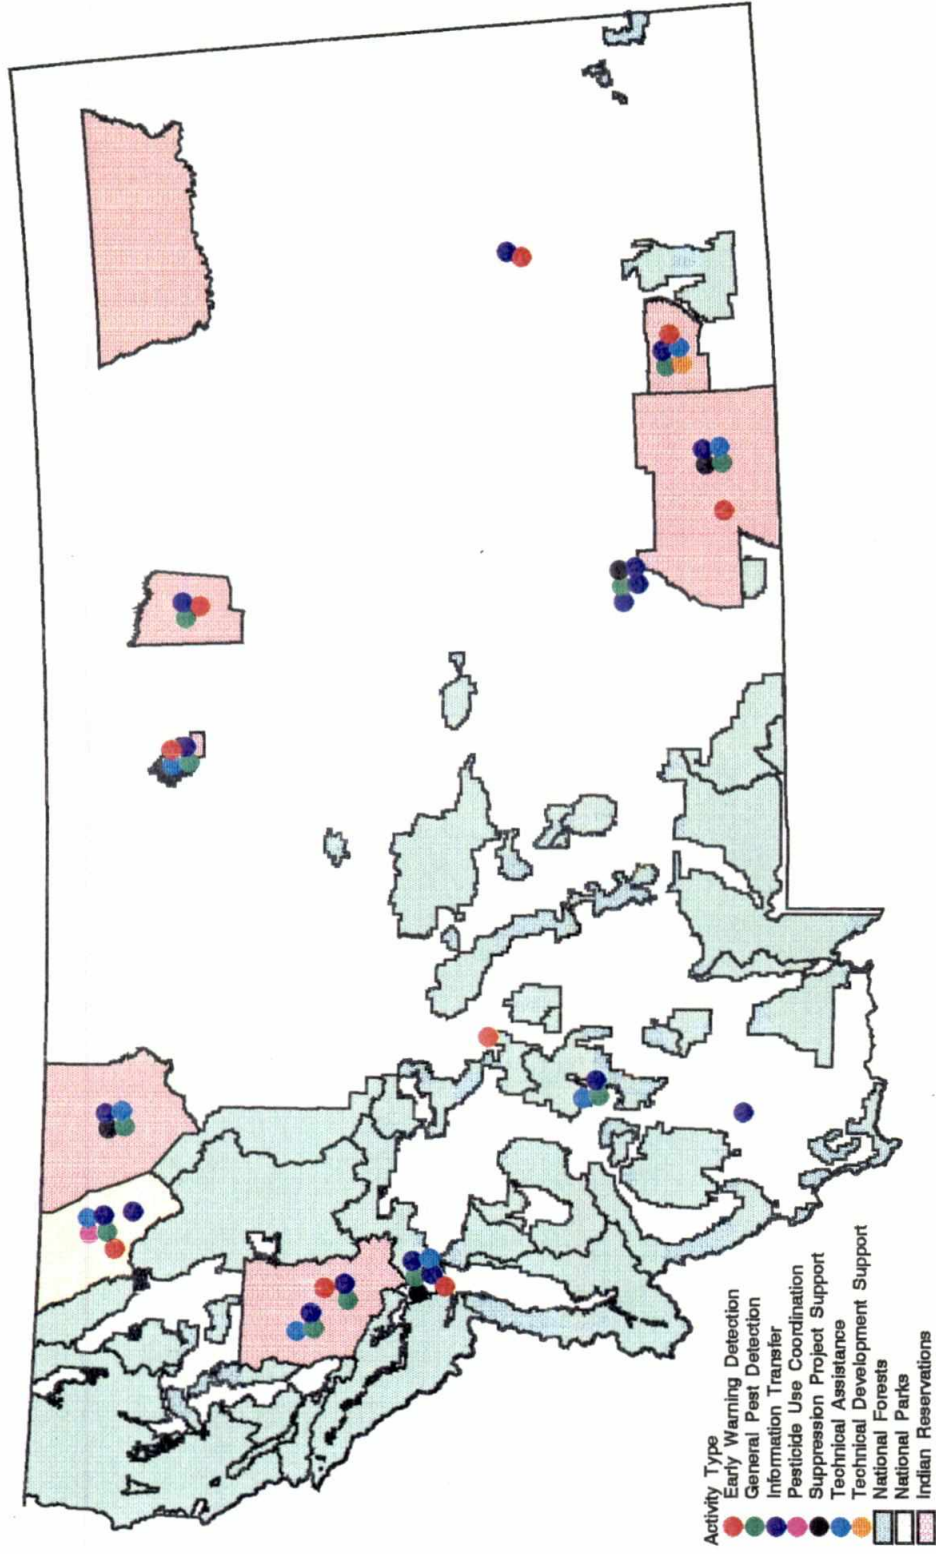 Activity Type
Early Warning Detection
General Pest Detection
Information Transfer
Pesticide Use Coordination
Suppression Project Support
Technical Assistance
Technical Development Support
National Forests
National Parks
Indian Reservations